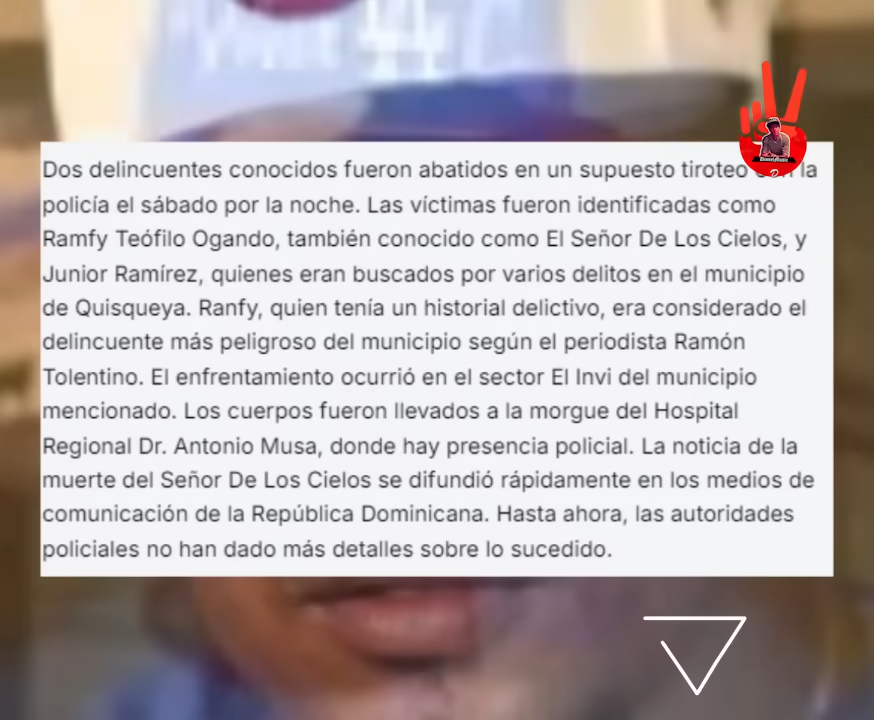 Dos delincuentes conocidos fueron abatidos en un supuesto tiroteo la
policía el sábado por la noche. Las víctimas fueron identificadas como
Ramfy Teófilo Ogando, también conocido como El Señor De Los Cielos, y
Junior Ramírez, quienes eran buscados por varios delitos en el municipio
de Quisqueya. Ranfy, quien tenía un historial delictivo, era considerado el
delincuente más peligroso del municipio según el periodista Ramón
Tolentino. El enfrentamiento ocurrió en el sector El Invi del municipio
mencionado. Los cuerpos fueron llevados a la morgue del Hospital
Regional Dr. Antonio Musa, donde hay presencia policial. La noticia de la
muerte del Señor De Los Cielos se difundió rápidamente en los medios de
comunicación de la República Dominicana. Hasta ahora, las autoridades
policiales no han dado más detalles sobre lo sucedido.